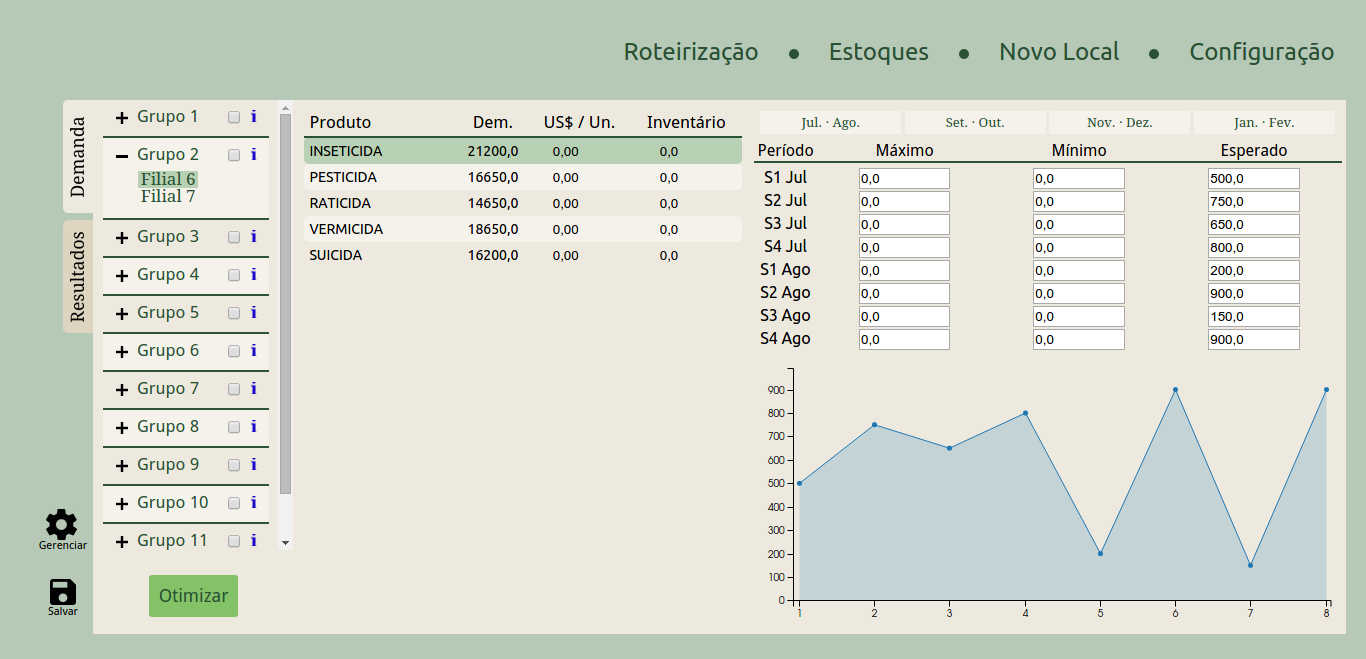 Roteirização • Estoques • Novo Local • Configuração
Demanda
Resultados
+ Grupo 1 i
− Grupo 2 i
Filial 6
Filial 7
+ Grupo 3 i
+ Grupo 4 i
+ Grupo 5 i
+ Grupo 6 i
+ Grupo 7 i
+ Grupo 8 i
+ Grupo 9 i
+ Grupo 10 i
+ Grupo 11 i
Gerenciar
Salvar
Otimizar
Produto Dem. US$ / Un. Inventário
INSETICIDA 21200,0 0,00 0,0
PESTICIDA 16650,0 0,00 0,0
RATICIDA 14650,0 0,00 0,0
VERMICIDA 18650,0 0,00 0,0
SUICIDA 16200,0 0,00 0,0
Jul. · Ago. Set. · Out. Nov. · Dez. Jan. · Fev.
Período Máximo Mínimo Esperado
S1 Jul 0,0 0,0 500,0
S2 Jul 0,0 0,0 750,0
S3 Jul 0,0 0,0 650,0
S4 Jul 0,0 0,0 800,0
S1 Ago 0,0 0,0 200,0
S2 Ago 0,0 0,0 900,0
S3 Ago 0,0 0,0 150,0
S4 Ago 0,0 0,0 900,0
900
800
700
600
500
400
300
200
100
0
1 2 3 4 5 6 7 8